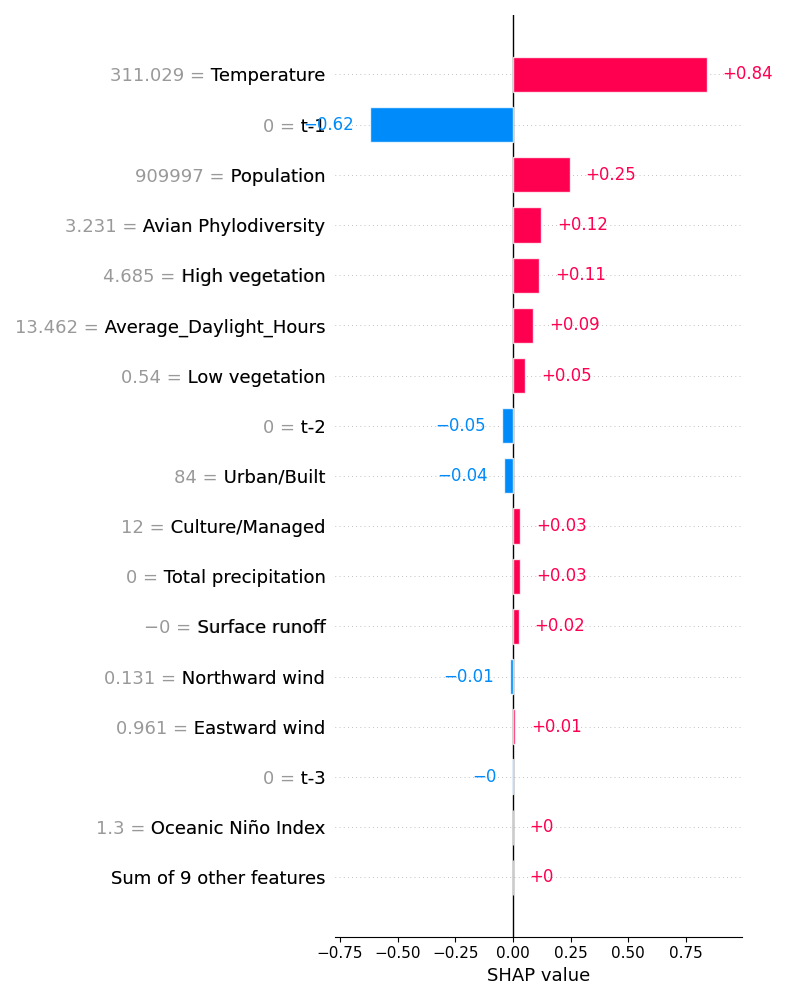 311.029 = Temperature +0.84
0 = t-1 −0.62
909997 = Population +0.25
3.231 = Avian Phylodiversity +0.12
4.685 = High vegetation +0.11
13.462 = Average_Daylight_Hours +0.09
0.54 = Low vegetation +0.05
0 = t-2 −0.05
84 = Urban/Built −0.04
12 = Culture/Managed +0.03
0 = Total precipitation +0.03
−0 = Surface runoff +0.02
0.131 = Northward wind −0.01
0.961 = Eastward wind +0.01
0 = t-3 −0
1.3 = Oceanic Niño Index +0
Sum of 9 other features +0
−0.75 −0.50 −0.25 0.00 0.25 0.50 0.75
SHAP value